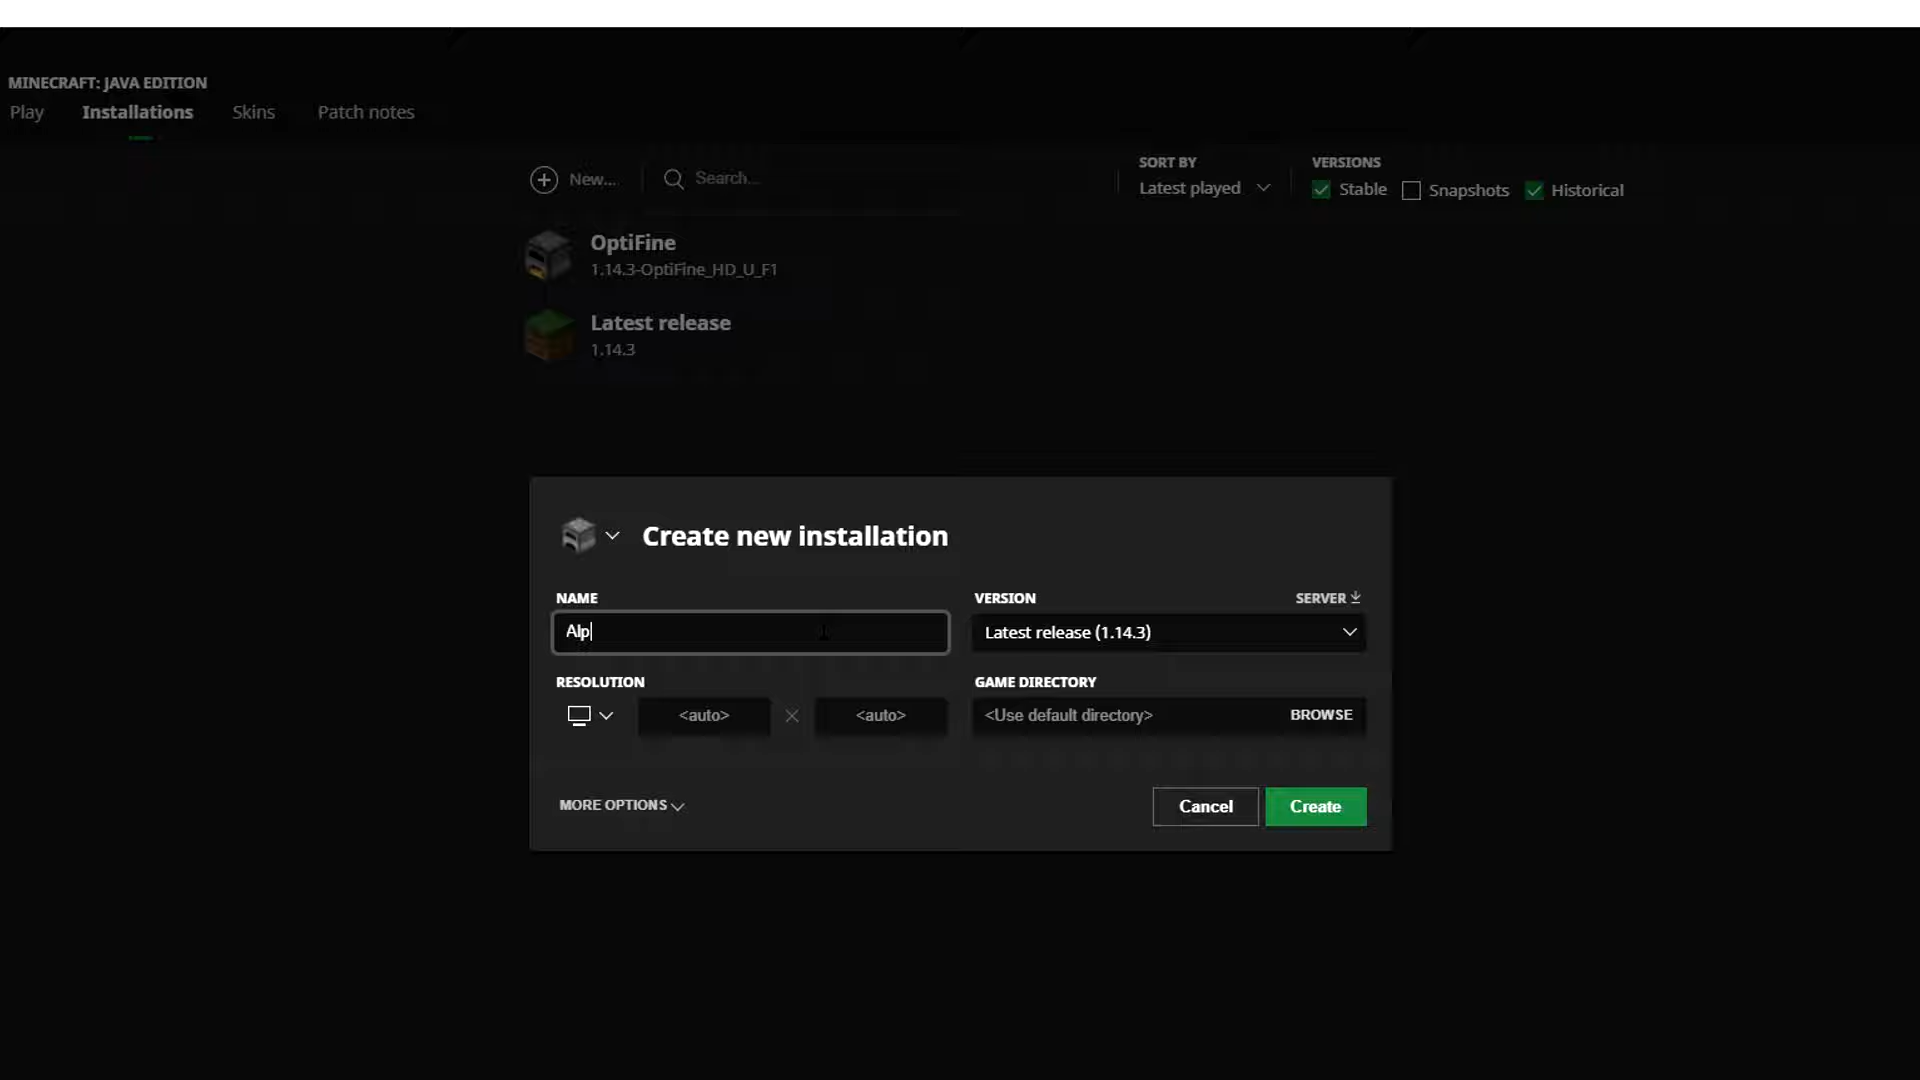 MINECRAFT: JAVA EDITION
Play Installations Skins Patch notes
SORT BY VERSIONS
New... Search... Latest played Stable Snapshots Historical
OptiFine
1.14.3-OptiFine_HD_U_F1
Latest release
1.14.3
Create new installation
NAME VERSION SERVER
Alp Latest release (1.14.3)
RESOLUTION GAME DIRECTORY
<auto> <auto> <Use default directory> BROWSE
MORE OPTIONS Cancel Create